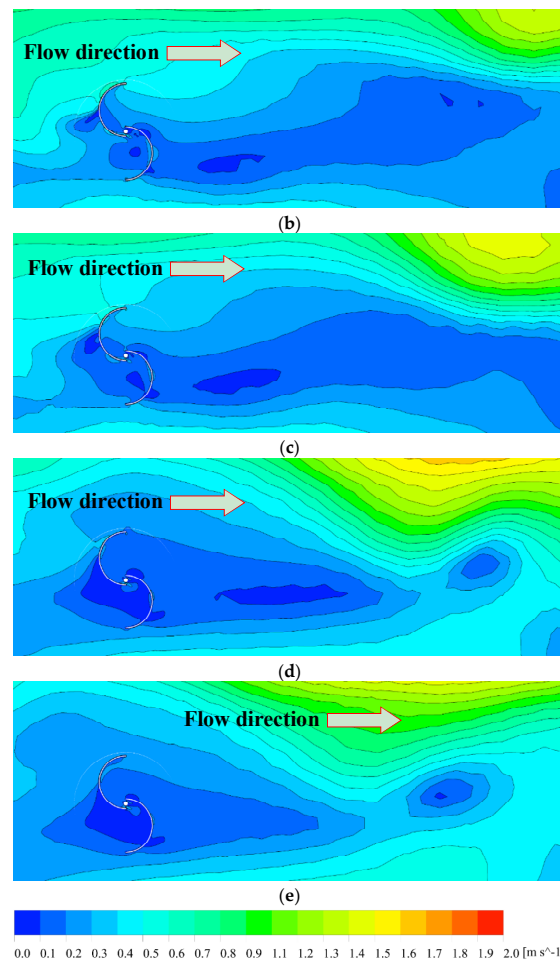 Flow direction
(b)
Flow direction
(c)
Flow direction
(d)
Flow direction
(e)
0.0 0.1 0.2 0.3 0.4 0.5 0.6 0.7 0.8 0.9 1.1 1.2 1.3 1.4 1.5 1.6 1.7 1.8 1.9 2.0 [m s^-1]